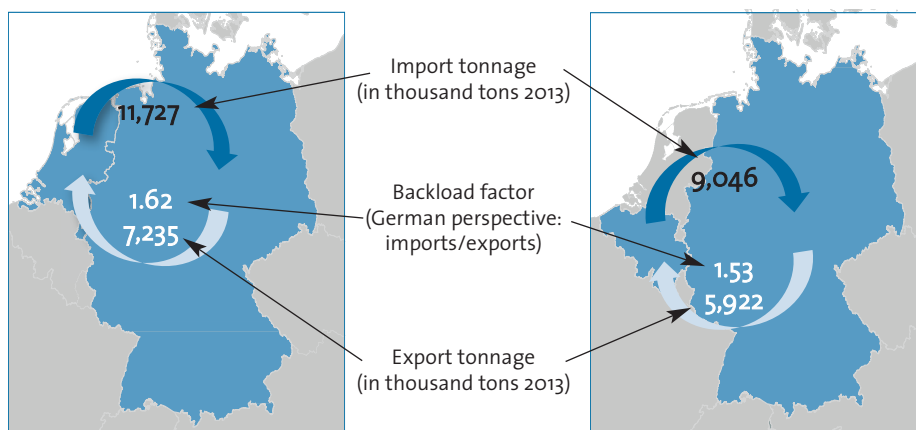 Import tonnage
(in thousand tons 2013)
11,727
9,046
Backload factor
(German perspective:
imports/exports)
1.62
7,235
1.53
5,922
Export tonnage
(in thousand tons 2013)